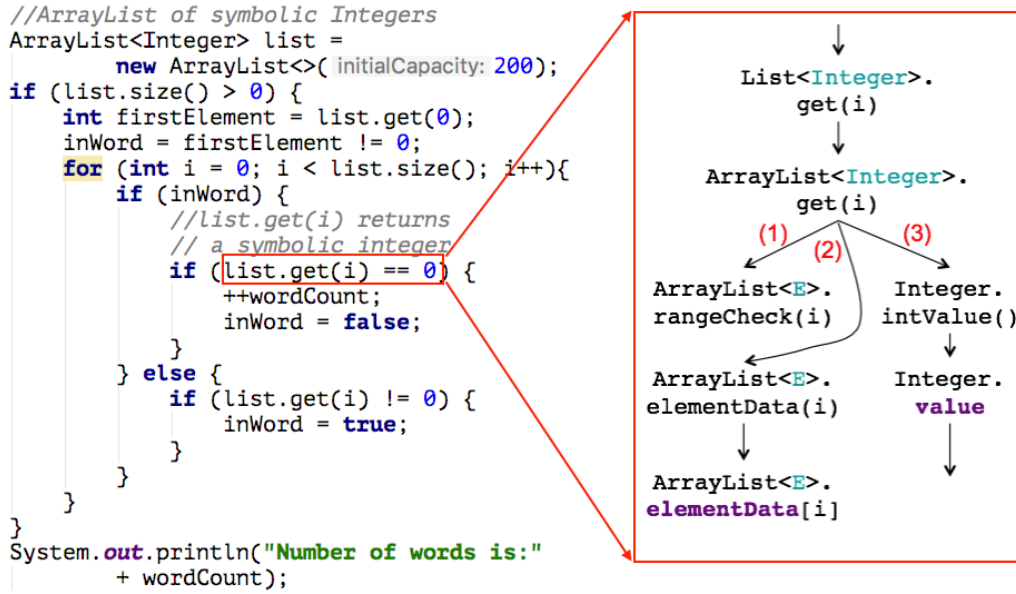 //ArrayList of symbolic Integers
ArrayList<Integer> list =
new ArrayList<>( initialCapacity: 200);
if (list.size() > 0) {
int firstElement = list.get(0);
inWord = firstElement != 0;
for (int i = 0; i < list.size(); i++){
if (inWord) {
//list.get(i) returns
// a symbolic integer
if (list.get(i) == 0) {
++wordCount;
inWord = false;
}
} else {
if (list.get(i) != 0) {
inWord = true;
}
}
}
}
System.out.println("Number of words is:"
+ wordCount);
List<Integer>.
get(i)
ArrayList<Integer>.
get(i)
(1)
(2)
(3)
ArrayList<E>.
rangeCheck(i)
Integer.
intValue()
ArrayList<E>.
elementData(i)
Integer.
value
ArrayList<E>.
elementData[i]